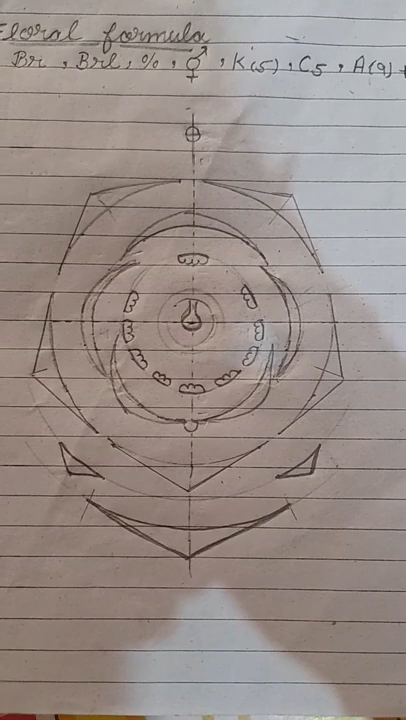 Floral formula
Br , Brl , % , ⚥ , K(5) , C5 , A(9) +